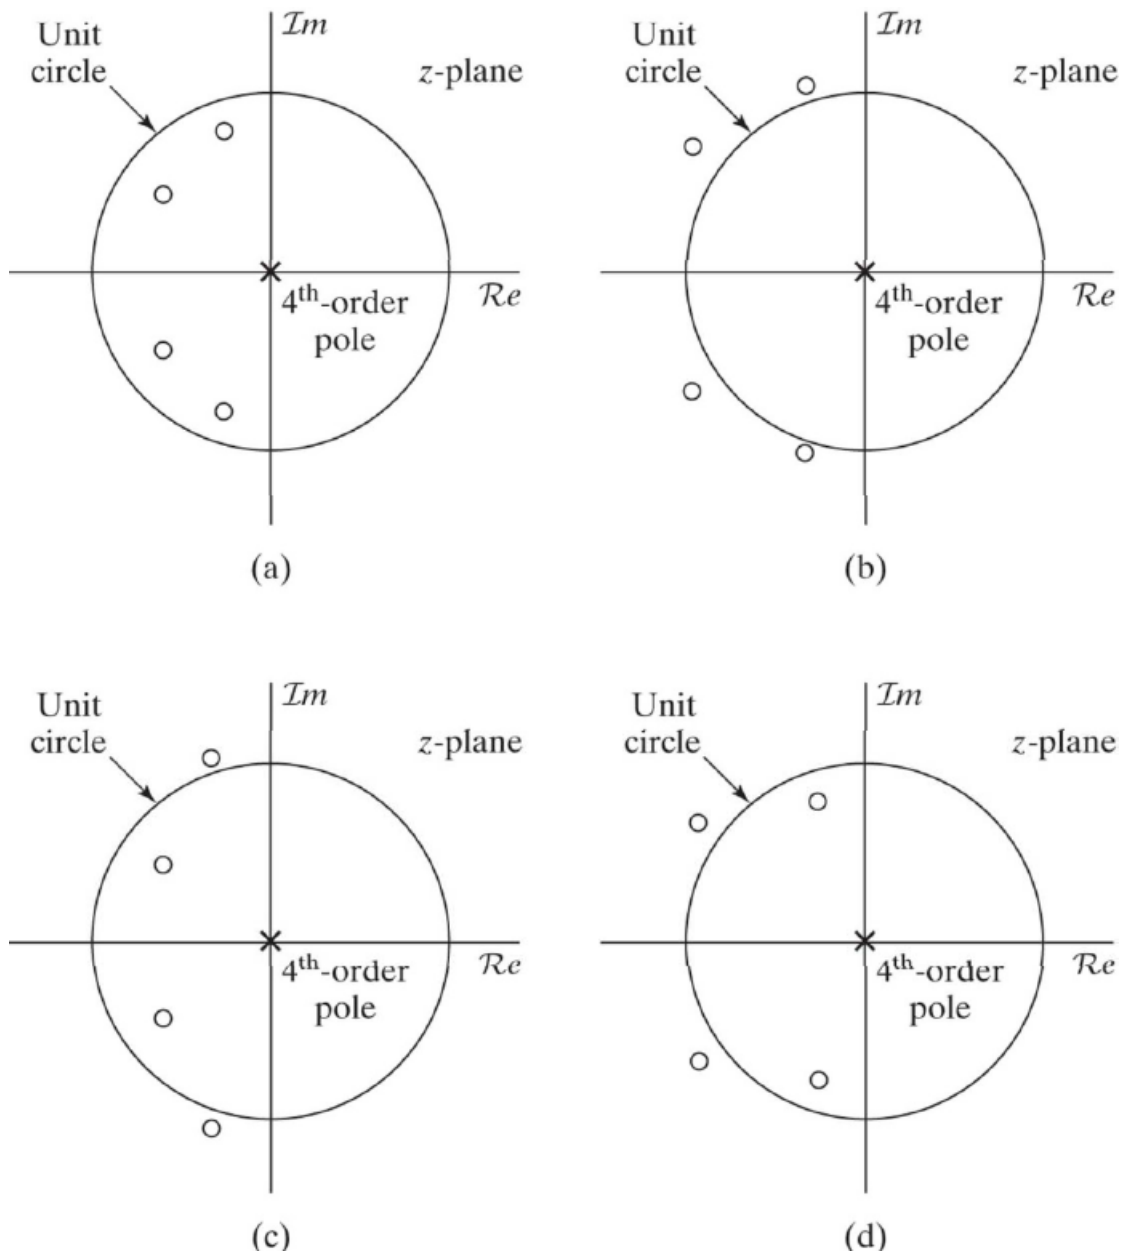 Im
Unit
circle
z-plane
Re
4th-order
pole
(a)
Im
Unit
circle
z-plane
Re
4th-order
pole
(b)
Im
Unit
circle
z-plane
Re
4th-order
pole
(c)
Im
Unit
circle
z-plane
Re
4th-order
pole
(d)